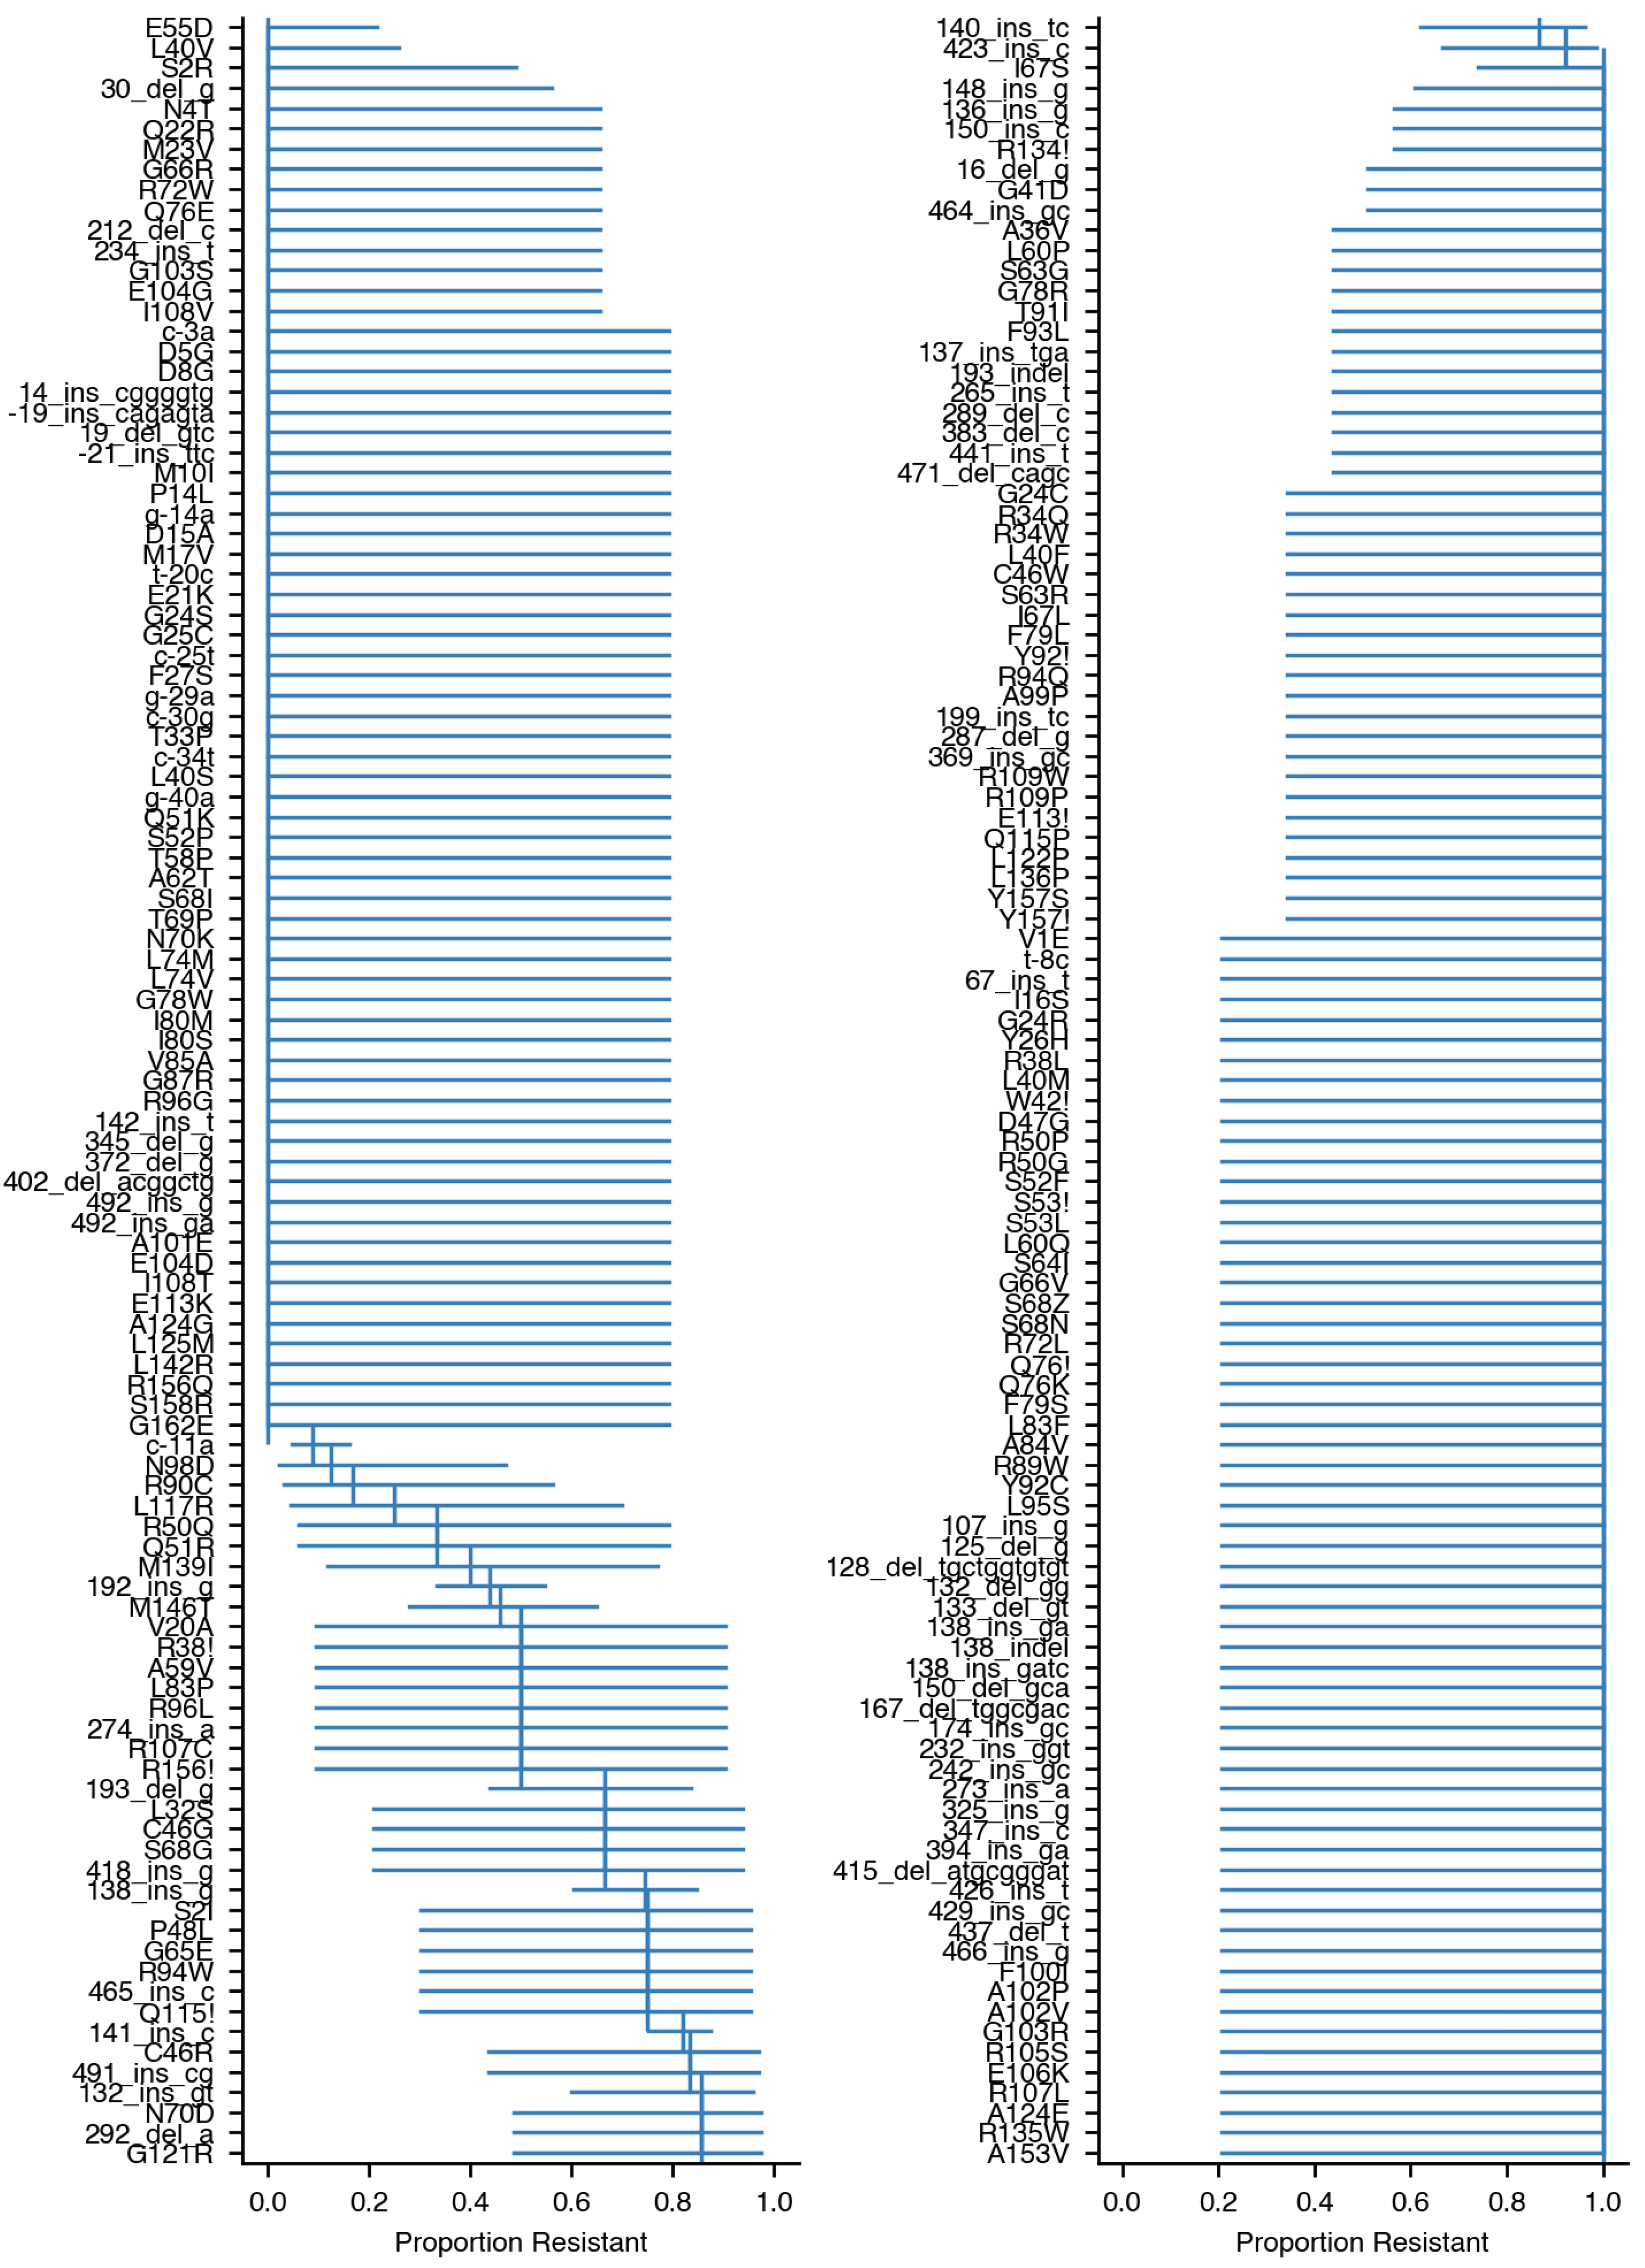 E55D
L40V
S2R
30_del_g
N4T
Q22R
M23V
G66R
R72W
Q76E
212_del_c
234_ins_t
G103S
E104G
I108V
c-3a
D5G
D8G
14_ins_cggggtg
-19_ins_cagagta
19_del_gtc
-21_ins_ttc
M10I
P14L
g-14a
D15A
M17V
t-20c
E21K
G24S
G25C
c-25t
F27S
g-29a
c-30g
T33P
c-34t
L40S
g-40a
Q51K
S52P
T58P
A62T
S68I
T69P
N70K
L74M
L74V
G78W
I80M
I80S
V85A
G87R
R96G
142_ins_t
345_del_g
372_del_g
402_del_acggctg
492_ins_g
492_ins_ga
A101E
E104D
I108T
E113K
A124G
L125M
L142R
R156Q
S158R
G162E
c-11a
N98D
R90C
L117R
R50Q
Q51R
M139I
192_ins_g
M146T
V20A
R38!
A59V
L83P
R96L
274_ins_a
R107C
R156!
193_del_g
L32S
C46G
S68G
418_ins_g
138_ins_g
S2I
P48L
G65E
R94W
465_ins_c
Q115!
141_ins_c
C46R
491_ins_cg
132_ins_gt
N70D
292_del_a
G121R
0.0 0.2 0.4 0.6 0.8 1.0
Proportion Resistant
140_ins_tc
423_ins_c
I67S
148_ins_g
136_ins_g
150_ins_c
R134!
16_del_g
G41D
464_ins_gc
A36V
L60P
S63G
G78R
T91I
F93L
137_ins_tga
193_indel
265_ins_t
289_del_c
383_del_c
441_ins_t
471_del_cagc
G24C
R34Q
R34W
L40F
C46W
S63R
I67L
F79L
Y92!
R94Q
A99P
199_ins_tc
287_del_g
369_ins_gc
R109W
R109P
E113!
Q115P
L122P
L136P
Y157S
Y157!
V1E
t-8c
67_ins_t
I16S
G24R
Y26H
R38L
L40M
W42!
D47G
R50P
R50G
S52F
S53!
S53L
L60Q
S64I
G66V
S68Z
S68N
R72L
Q76!
Q76K
F79S
L83F
A84V
R89W
Y92C
L95S
107_ins_g
125_del_g
128_del_tgctggtgtgt
132_del_gg
133_del_gt
138_ins_ga
138_indel
138_ins_gatc
150_del_gca
167_del_tggcgac
174_ins_gc
232_ins_ggt
242_ins_gc
273_ins_a
325_ins_g
347_ins_c
394_ins_ga
415_del_atgcgggat
426_ins_t
429_ins_gc
437_del_t
466_ins_g
F100I
A102P
A102V
G103R
R105S
E106K
R107L
A124E
R135W
A153V
0.0 0.2 0.4 0.6 0.8 1.0
Proportion Resistant